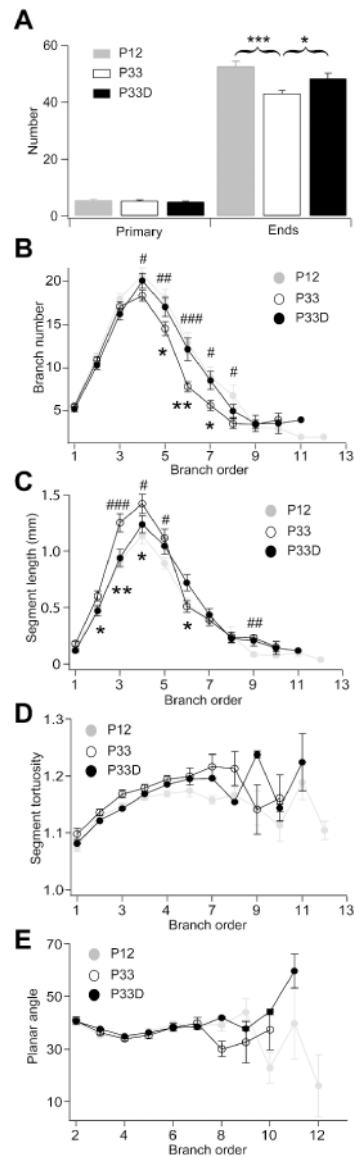 A
*** *
60
P12
P33
P33D
40
20
0
Number
Primary Ends
B
# ## ### # #
20
15
10
5
Branch number
P12
P33
P33D
* ** *
1 3 5 7 9 11 13
Branch order
C
### # # ##
1.5
1.0
0.5
0
Segment length (mm)
P12
P33
P33D
* ** * *
1 3 5 7 9 11 13
Branch order
D
1.3
1.2
1.1
1.0
Segment tortuosity
P12
P33
P33D
1 3 5 7 9 11 13
Branch order
E
70
50
30
10
Planar angle
P12
P33
P33D
2 4 6 8 10 12
Branch order